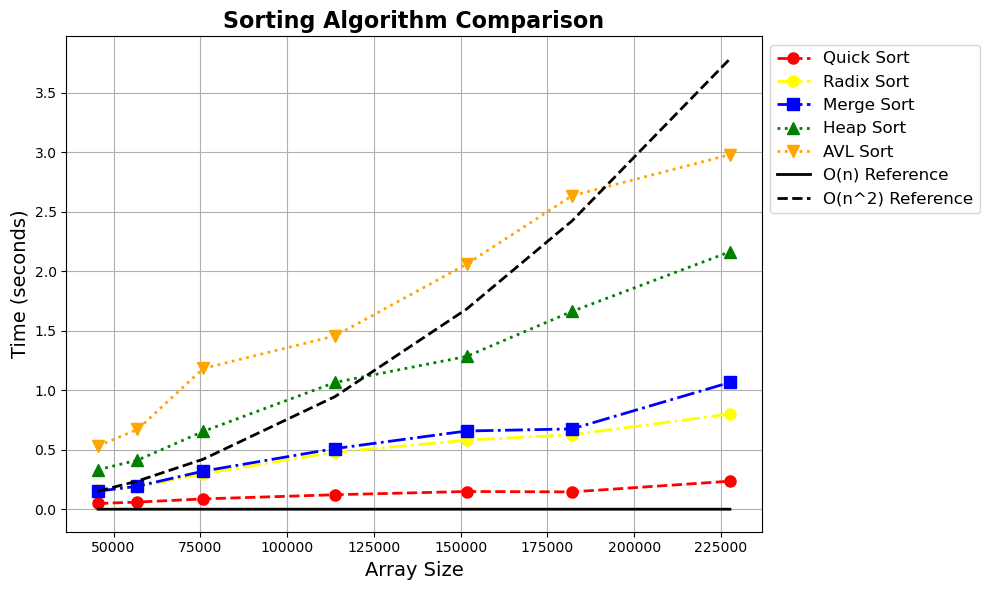 Sorting Algorithm Comparison
Time (seconds)
3.5
3.0
2.5
2.0
1.5
1.0
0.5
0.0
50000 75000 100000 125000 150000 175000 200000 225000
Array Size
Quick Sort
Radix Sort
Merge Sort
Heap Sort
AVL Sort
O(n) Reference
O(n^2) Reference